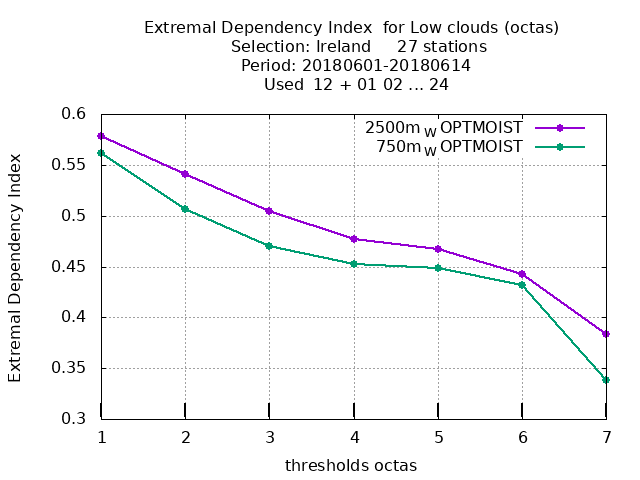 Extremal Dependency Index  for Low clouds (octas)
Selection: Ireland     27 stations
Period: 20180601-20180614
Used  12 + 01 02 ... 24
2500m_W OPTMOIST
750m_W OPTMOIST
Extremal Dependency Index
0.6
0.55
0.5
0.45
0.4
0.35
0.3
1 2 3 4 5 6 7
thresholds octas